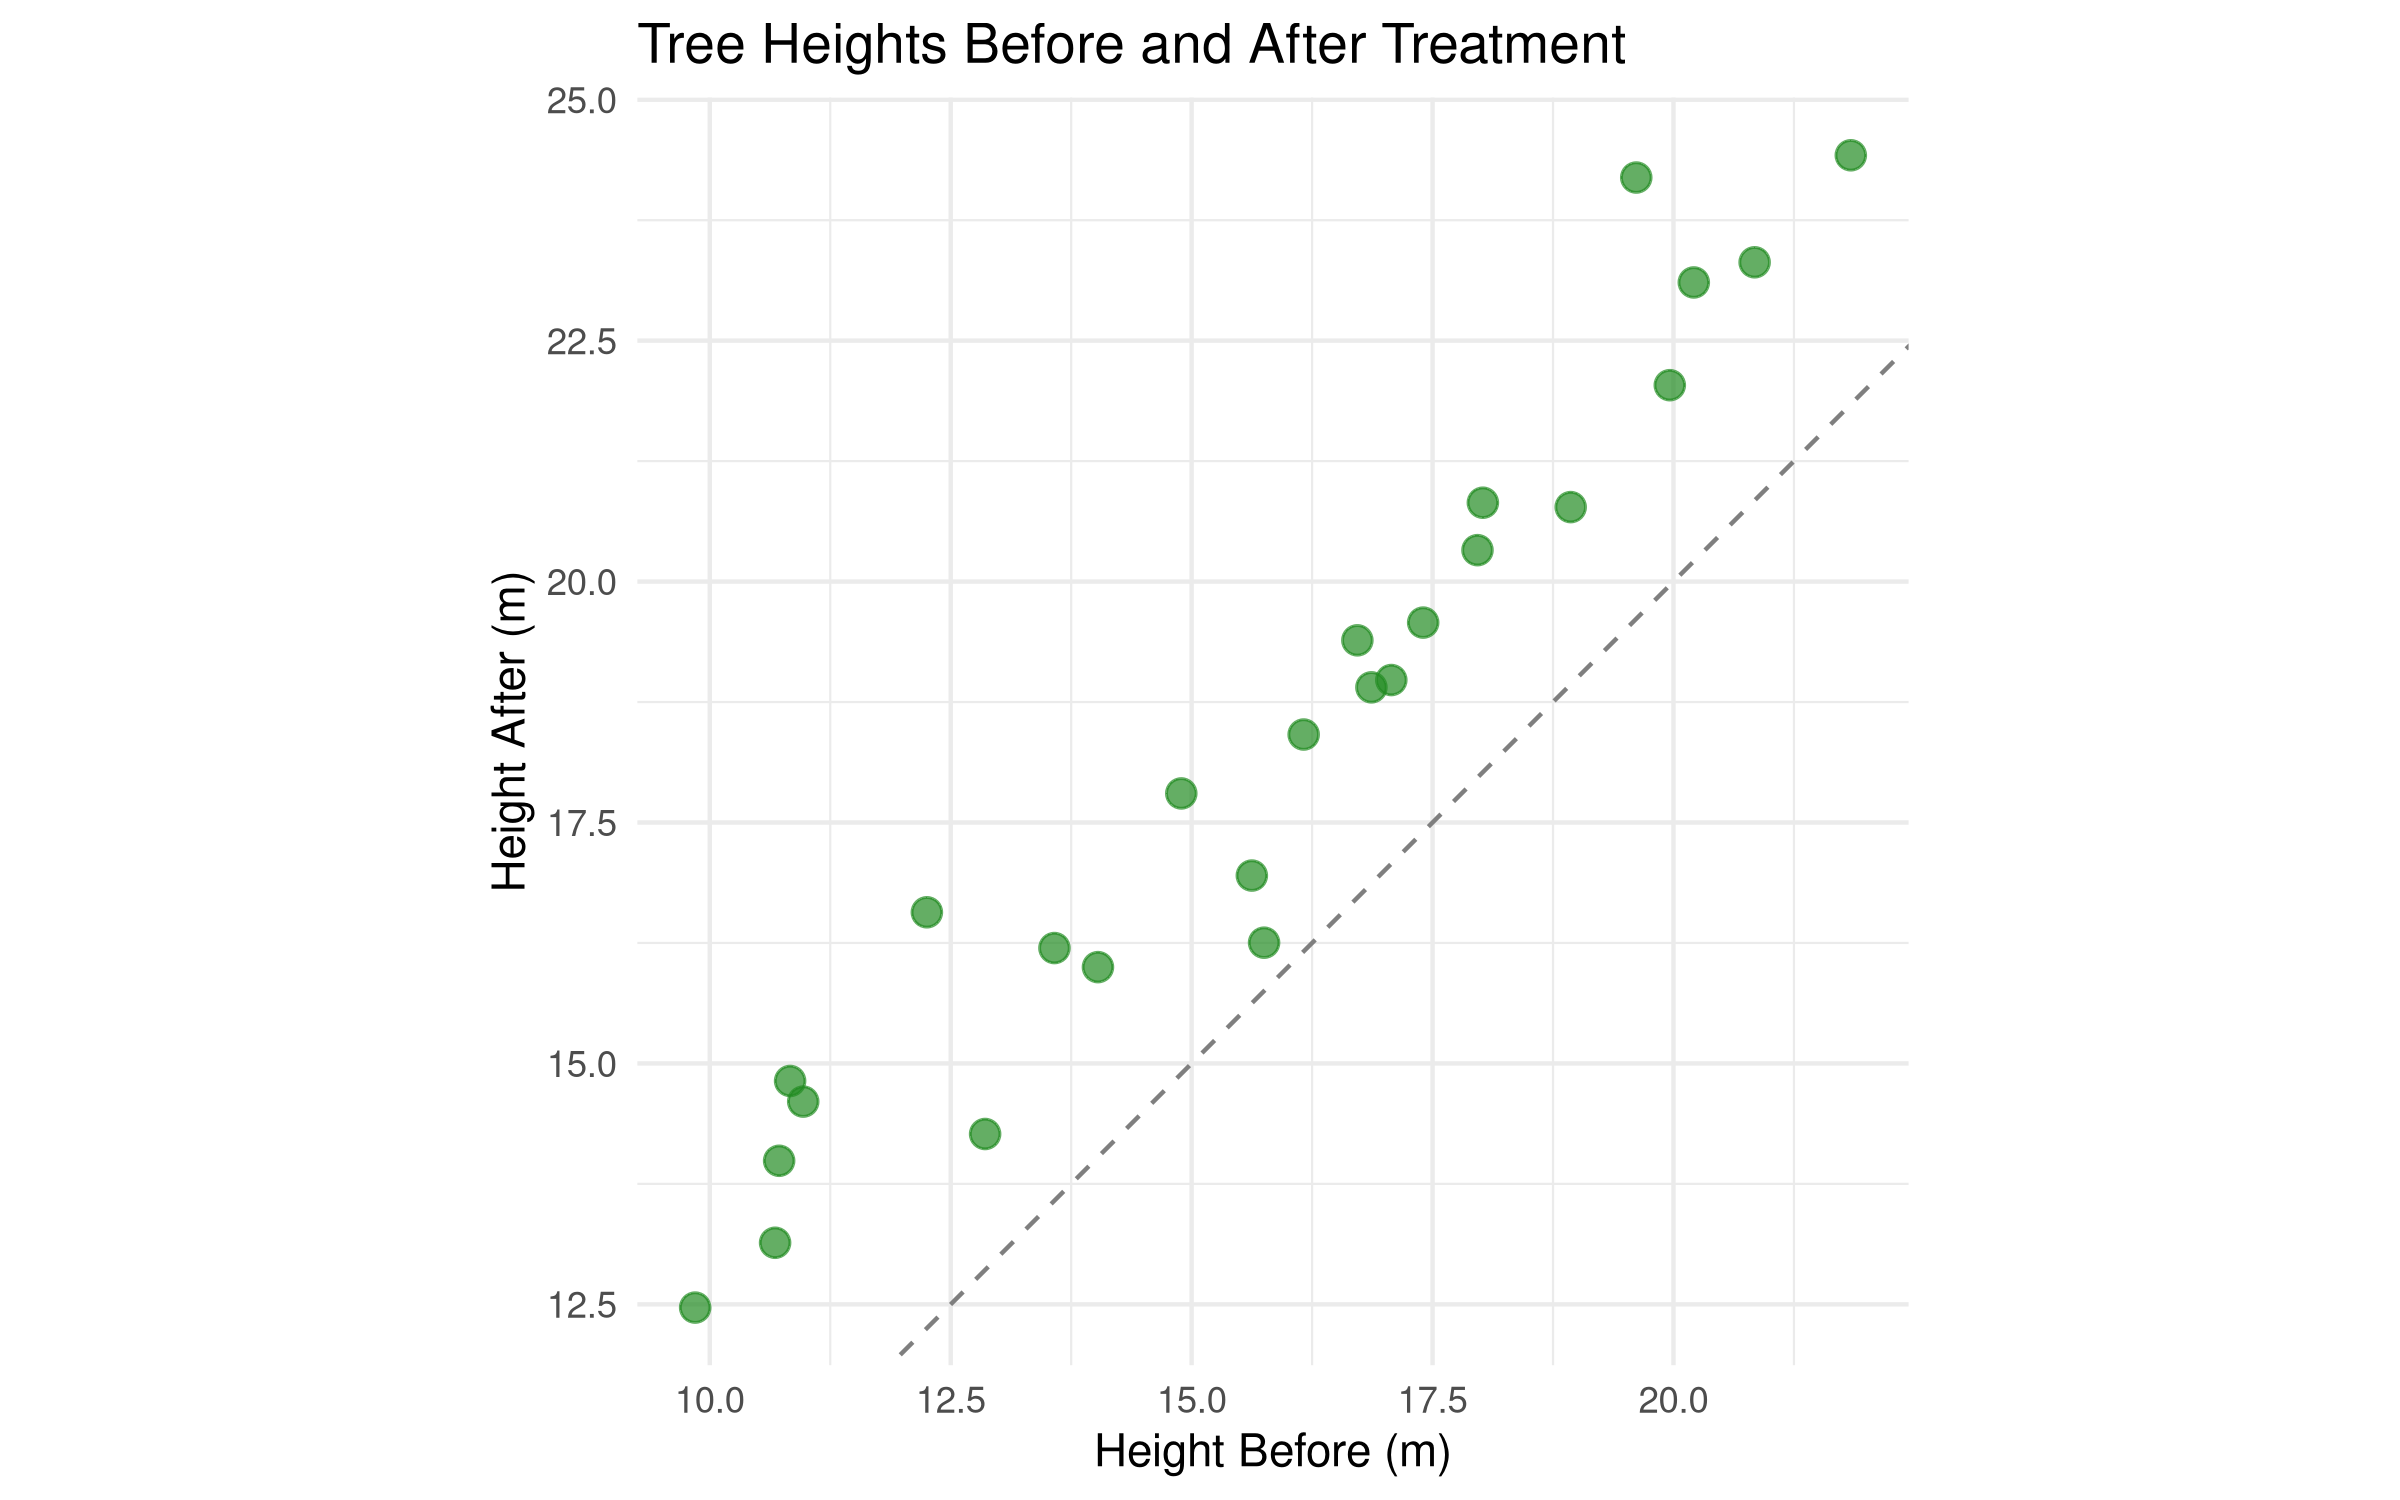 Tree Heights Before and After Treatment
25.0
22.5
20.0
17.5
15.0
12.5
Height After (m)
10.0 12.5 15.0 17.5 20.0
Height Before (m)